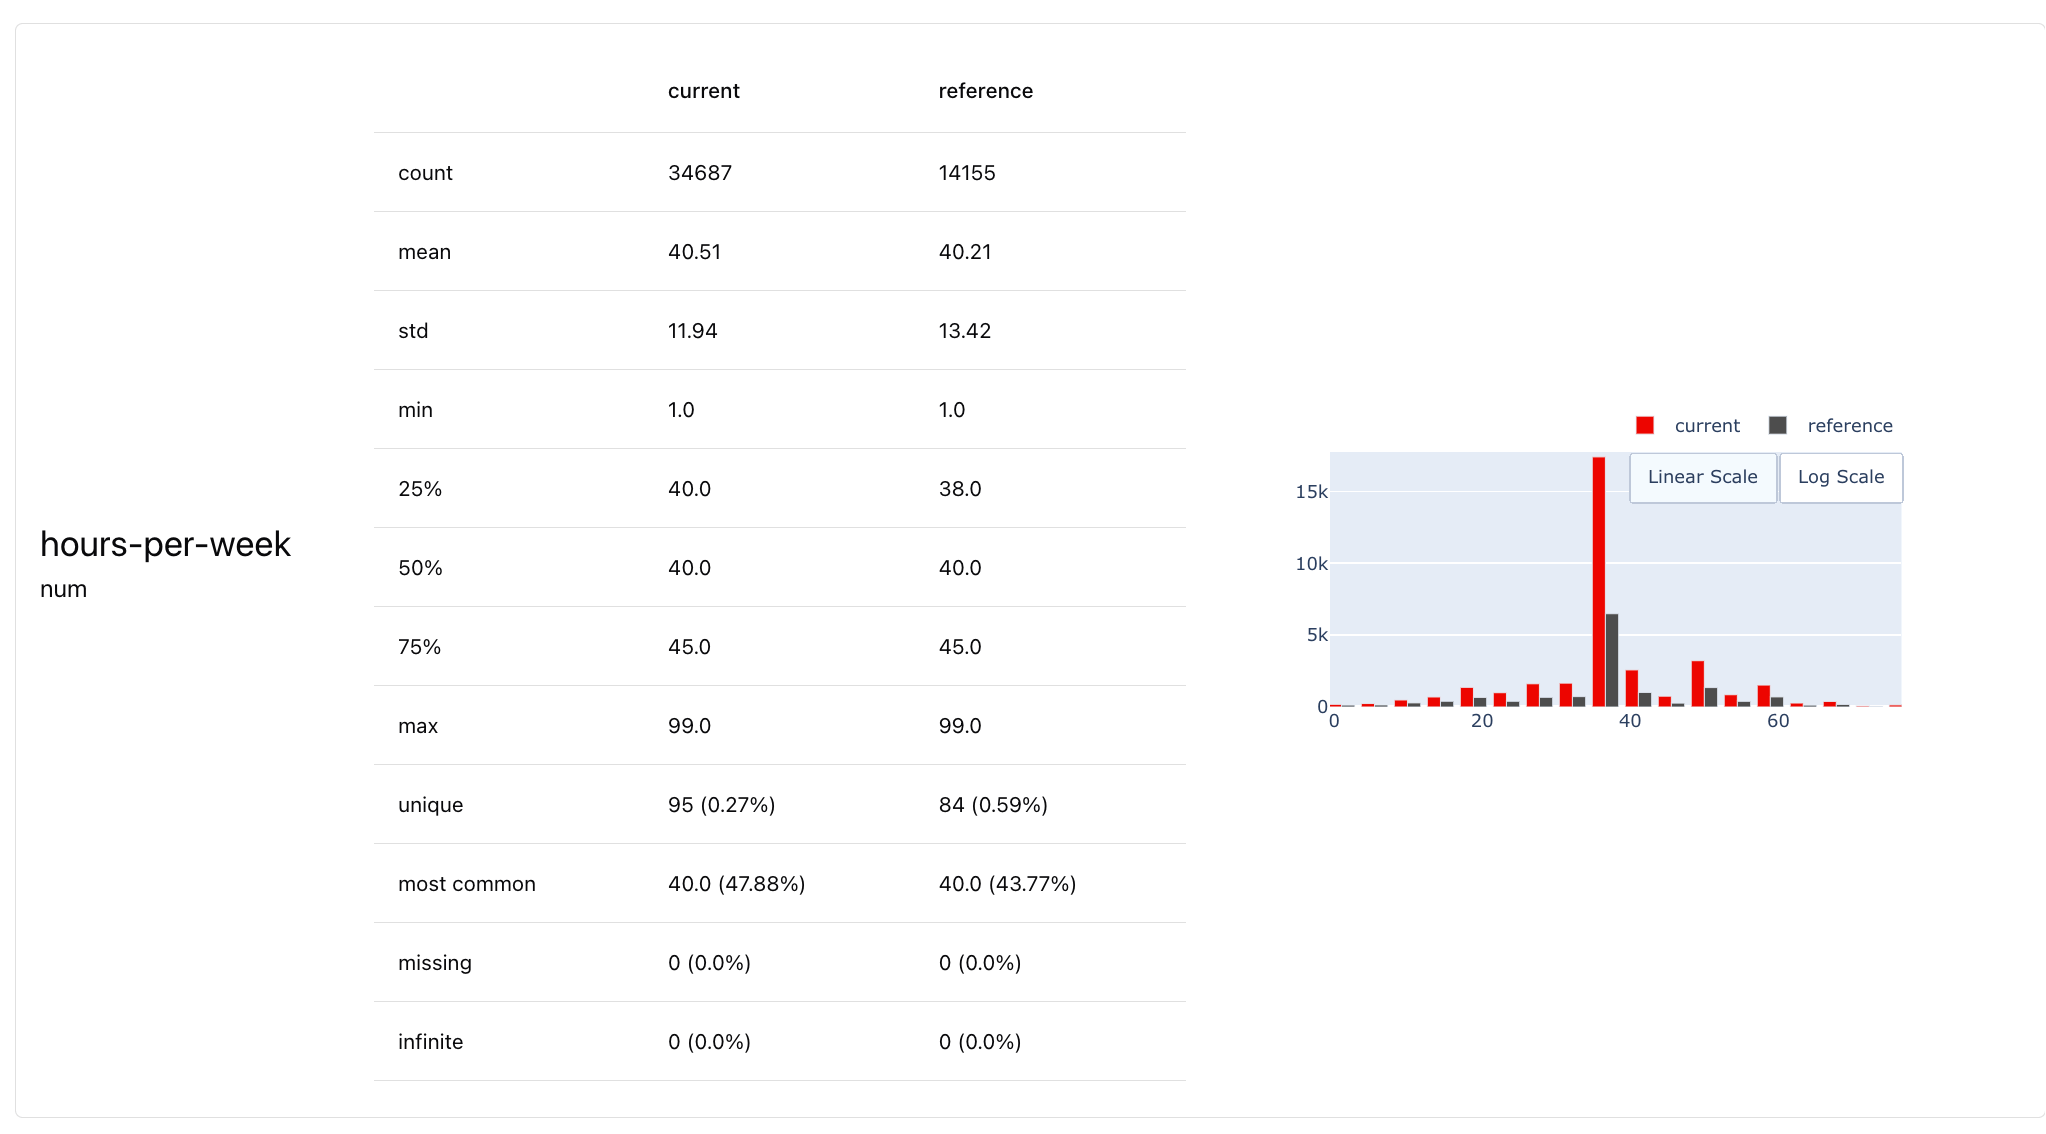 hours-per-week
num
current reference
count 34687 14155
mean 40.51 40.21
std 11.94 13.42
min 1.0 1.0
25% 40.0 38.0
50% 40.0 40.0
75% 45.0 45.0
max 99.0 99.0
unique 95 (0.27%) 84 (0.59%)
most common 40.0 (47.88%) 40.0 (43.77%)
missing 0 (0.0%) 0 (0.0%)
infinite 0 (0.0%) 0 (0.0%)
current reference
Linear Scale Log Scale
15k
10k
5k
0
0 20 40 60